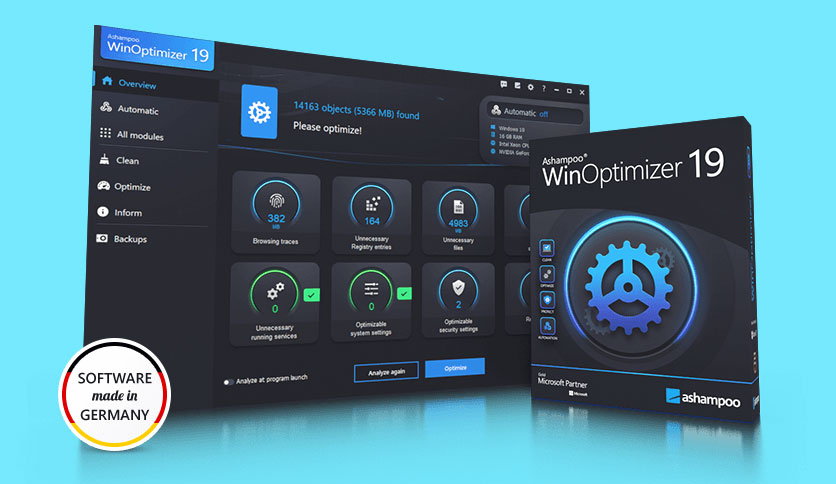 Ashampoo
WinOptimizer 19
Overview
Automatic
All modules
Clean
Optimize
Inform
Backups
14163 objects (5366 MB) found
Please optimize!
?
Automatic off
Windows 10
16 GB RAM
Intel Xeon CPU
NVIDIA GeFor
382
MB
Browsing traces
164
Unnecessary
Registry entries
4983
MB
Unnecessary
files
0
Unnecessary
running services
0
Optimizable
system settings
2
Optimizable
security settings
Analyze at program launch
Analyze again
Optimize
SOFTWARE
made in
GERMANY
Ashampoo®
WinOptimizer 19
CLEAN
OPTIMIZE
PROTECT
AUTOMATION
Gold
Microsoft Partner
Microsoft
ashampoo